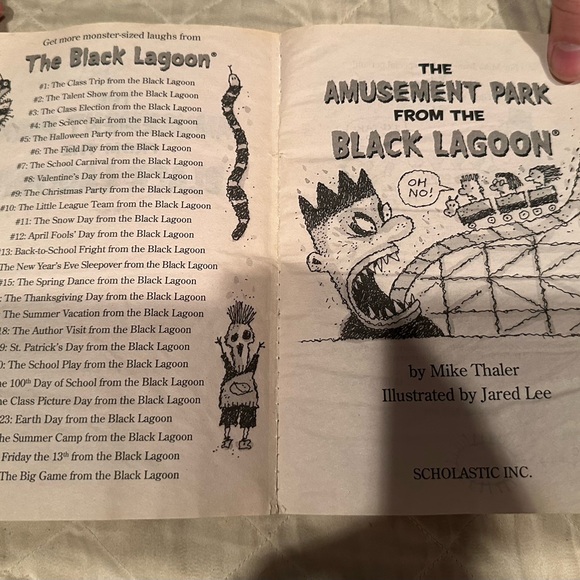 Get more monster-sized laughs from
The Black Lagoon®
#1: The Class Trip from the Black Lagoon
#2: The Talent Show from the Black Lagoon
#3: The Class Election from the Black Lagoon
#4: The Science Fair from the Black Lagoon
#5: The Halloween Party from the Black Lagoon
#6: The Field Day from the Black Lagoon
#7: The School Carnival from the Black Lagoon
#8: Valentine's Day from the Black Lagoon
#9: The Christmas Party from the Black Lagoon
#10: The Little League Team from the Black Lagoon
#11: The Snow Day from the Black Lagoon
#12: April Fools' Day from the Black Lagoon
13: Back-to-School Fright from the Black Lagoon
The New Year's Eve Sleepover from the Black Lagoon
#15: The Spring Dance from the Black Lagoon
: The Thanksgiving Day from the Black Lagoon
The Summer Vacation from the Black Lagoon
18: The Author Visit from the Black Lagoon
9: St. Patrick's Day from the Black Lagoon
0: The School Play from the Black Lagoon
he 100th Day of School from the Black Lagoon
he Class Picture Day from the Black Lagoon
23: Earth Day from the Black Lagoon
he Summer Camp from the Black Lagoon
Friday the 13th from the Black Lagoon
The Big Game from the Black Lagoon
THE
AMUSEMENT PARK
FROM THE
BLACK LAGOON®
OH
NO!
by Mike Thaler
Illustrated by Jared Lee
SCHOLASTIC INC.